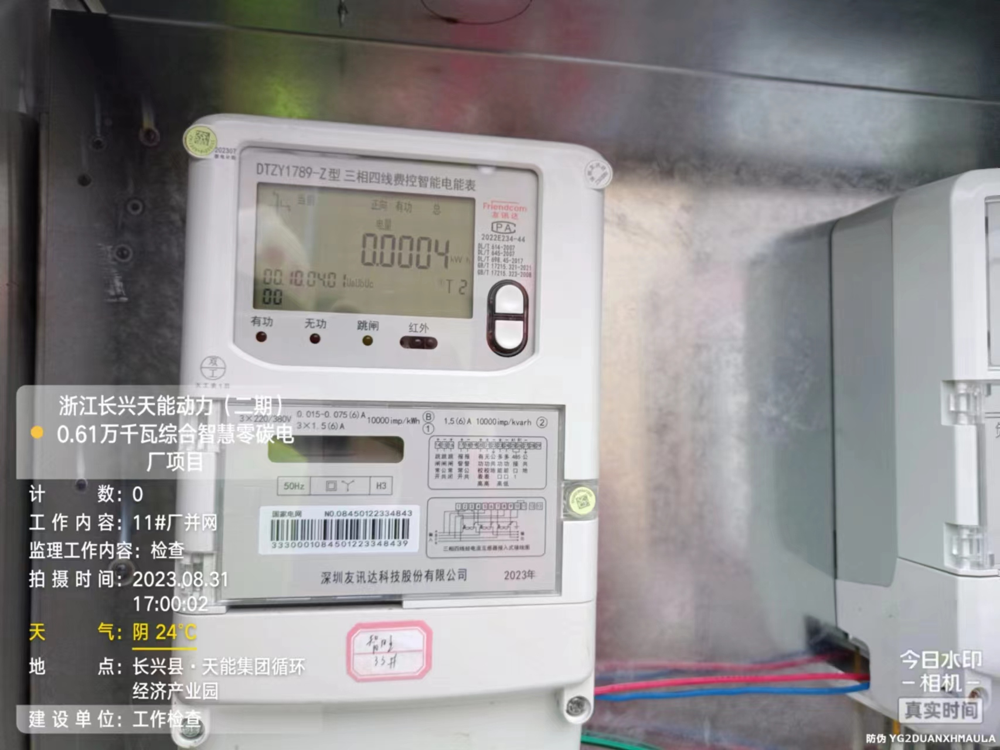 202307
DTZY1789-Z型 三相四线费控智能电能表
当前 正向 有功 总
电量
0.0004 kWh
00.10.04.01 UaUbUc T 2
00
Friendcom
友讯达
PA
2022E234-44
DL/T 614-2007
DL/T 645-2007
DL/T 698.45-2017
GB/T 17215.321-2021
GB/T 17215.323-2008
有功 无功 跳闸 红外
双
工
3×220/380V 0.015-0.075(6)A 10000imp/kWh B 1.5(6)A 10000imp/kvarh 2
3×1.5(6)A 1
50Hz H3
国家电网 NO.08450122334843
3330001084501223348439
三相四线经电流互感器接入式接线图
深圳友讯达科技股份有限公司 2023年
33#
浙江长兴天能动力（二期）
0.61万千瓦综合智慧零碳电
厂项目
计数：0
工作内容：11#厂并网
监理工作内容：检查
拍摄时间：2023.08.31
17:00:02
天气：阴 24℃
地点：长兴县·天能集团循环
经济产业园
建设单位：工作检查
今日水印
-相机-
真实时间
防伪 YG2DUANXHMAULA